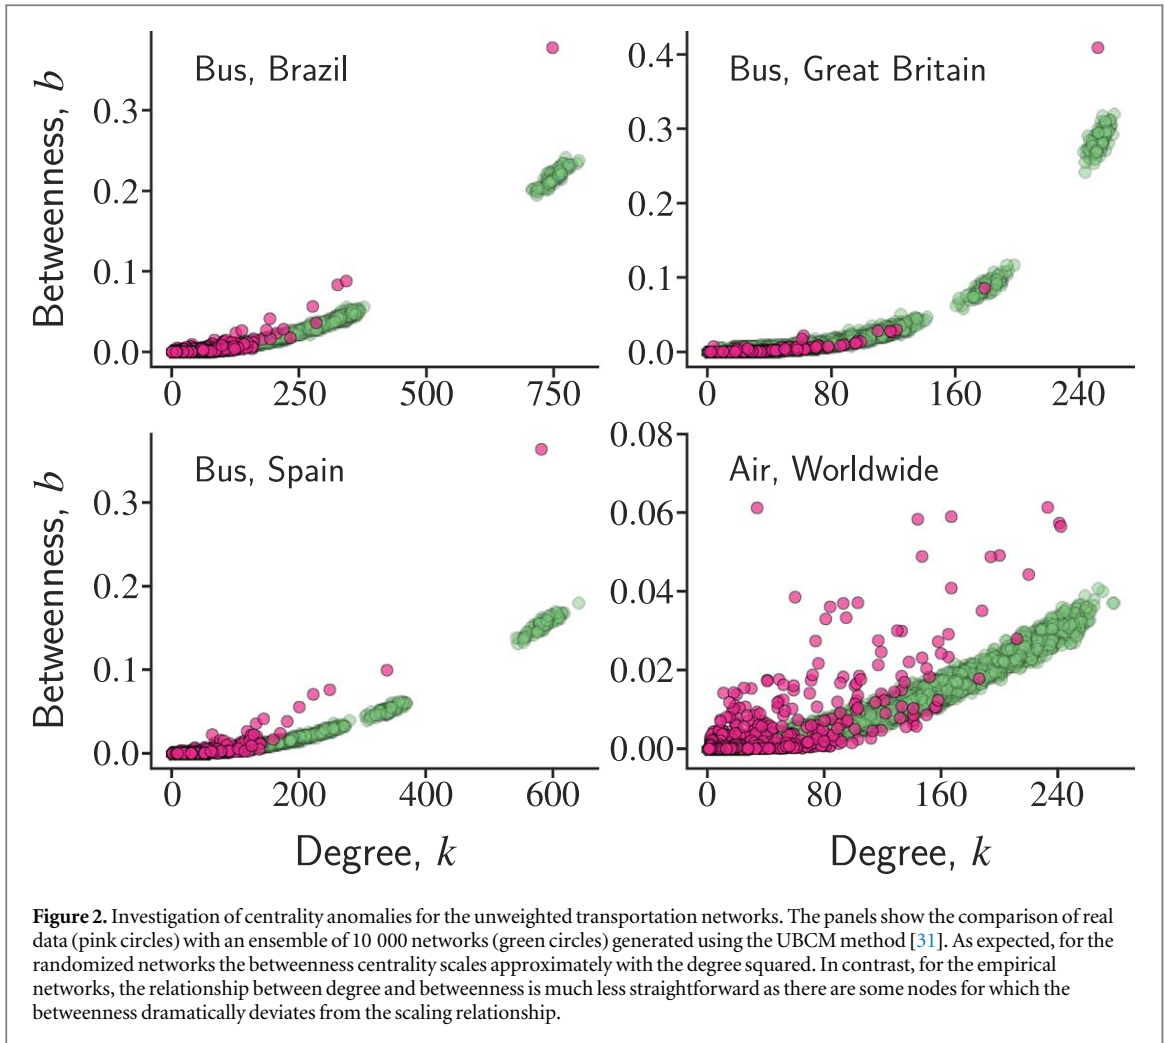 Bus, Brazil
Betweenness, b
0.3
0.2
0.1
0.0
0 250 500 750
Bus, Great Britain
0.4
0.3
0.2
0.1
0.0
0 80 160 240
Bus, Spain
Betweenness, b
0.3
0.2
0.1
0.0
0 200 400 600
Degree, k
Air, Worldwide
0.08
0.06
0.04
0.02
0.00
0 80 160 240
Degree, k
Figure 2. Investigation of centrality anomalies for the unweighted transportation networks. The panels show the comparison of real
data (pink circles) with an ensemble of 10 000 networks (green circles) generated using the UBCM method [31]. As expected, for the
randomized networks the betweenness centrality scales approximately with the degree squared. In contrast, for the empirical
networks, the relationship between degree and betweenness is much less straightforward as there are some nodes for which the
betweenness dramatically deviates from the scaling relationship.